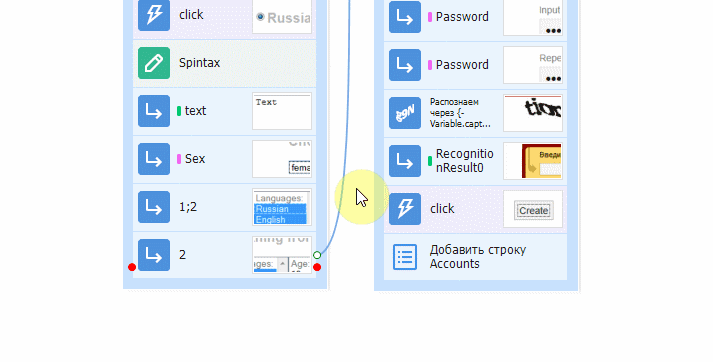 click
Russia
Spintax
text
Text
Sex
fema
1;2
Languages:
Russian
English
2
ages:
Age:
Input
Password
Password
Repe
Распознаем
через {-
Variable.capt...
Recognitio
nResult0
Введи
click
Create
Добавить строку
Accounts